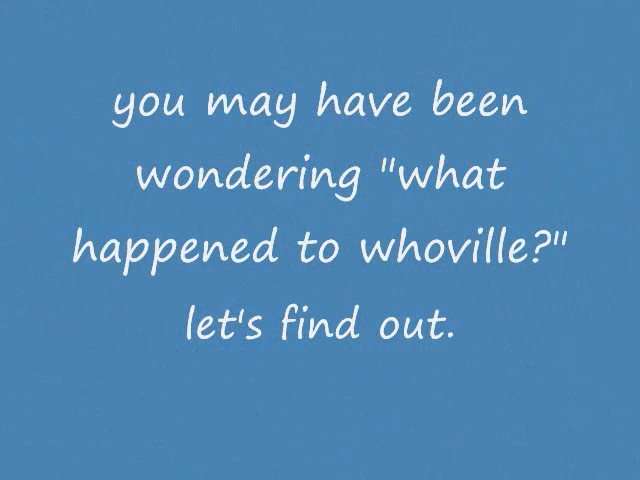 you may have been
wondering "what
happened to whoville?"
let's find out.